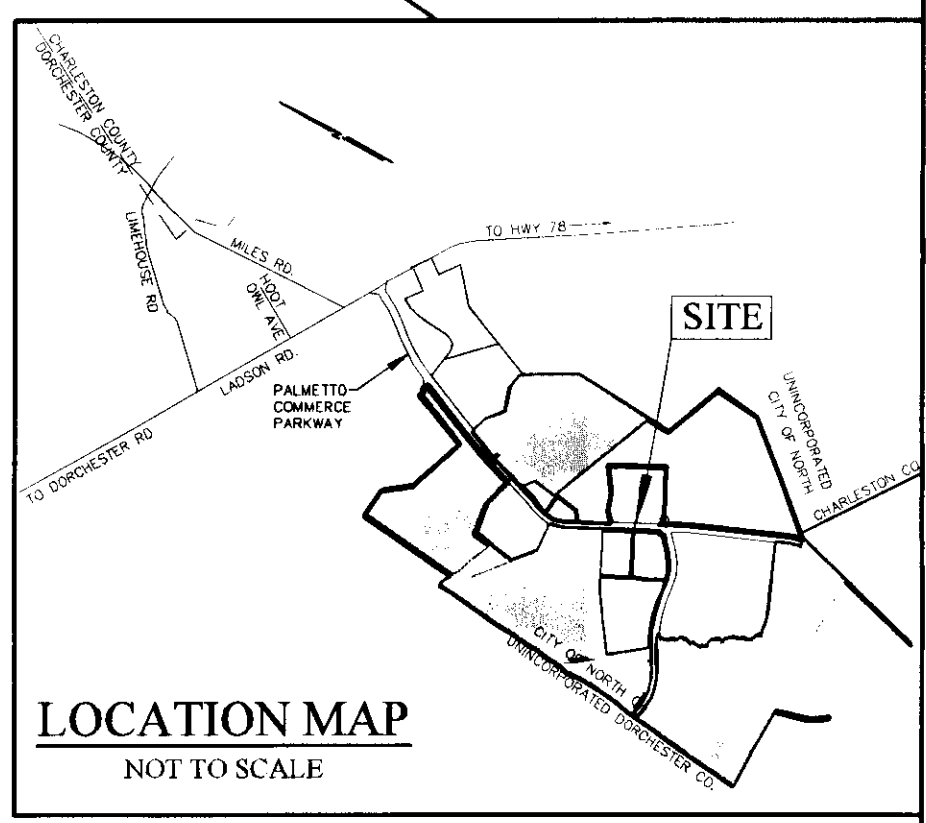 CHARLESTON COUNTY
DORCHESTER COUNTY
N
TO HWY 78
LIMEHOUSE RD
MILES RD.
HOOT
OWL AVE
SITE
LADSON RD.
PALMETTO
COMMERCE
PARKWAY
UNINCORPORATED
CITY OF NORTH
CHARLESTON CO
TO DORCHESTER RD
CITY OF NORTH C
UNINCORPORATED DORCHESTER CO.
LOCATION MAP
NOT TO SCALE